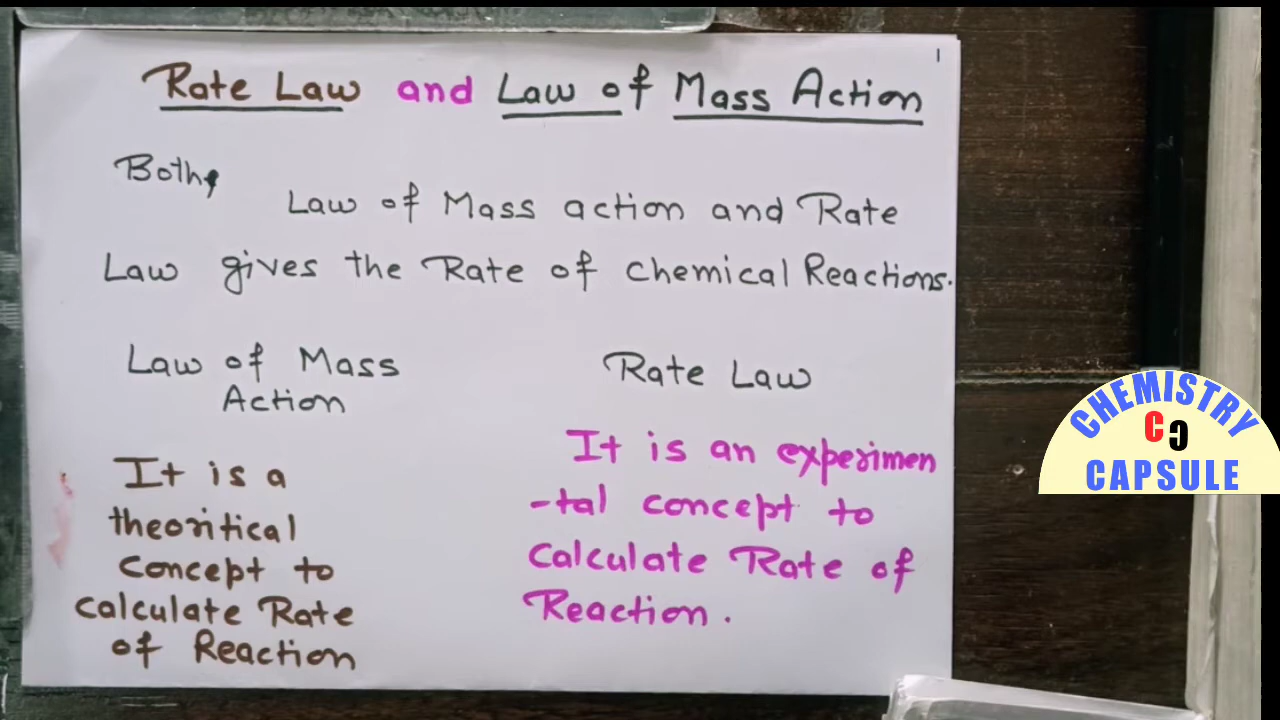 1
Rate Law and Law of Mass Action
Both,
Law of Mass action and Rate
Law gives the Rate of chemical Reactions.
Law of Mass
Action
It is a
theoritical
concept to
calculate Rate
of Reaction
Rate Law
It is an experimen
-tal concept to
calculate Rate of
Reaction.
CHEMISTRY
CC
CAPSULE